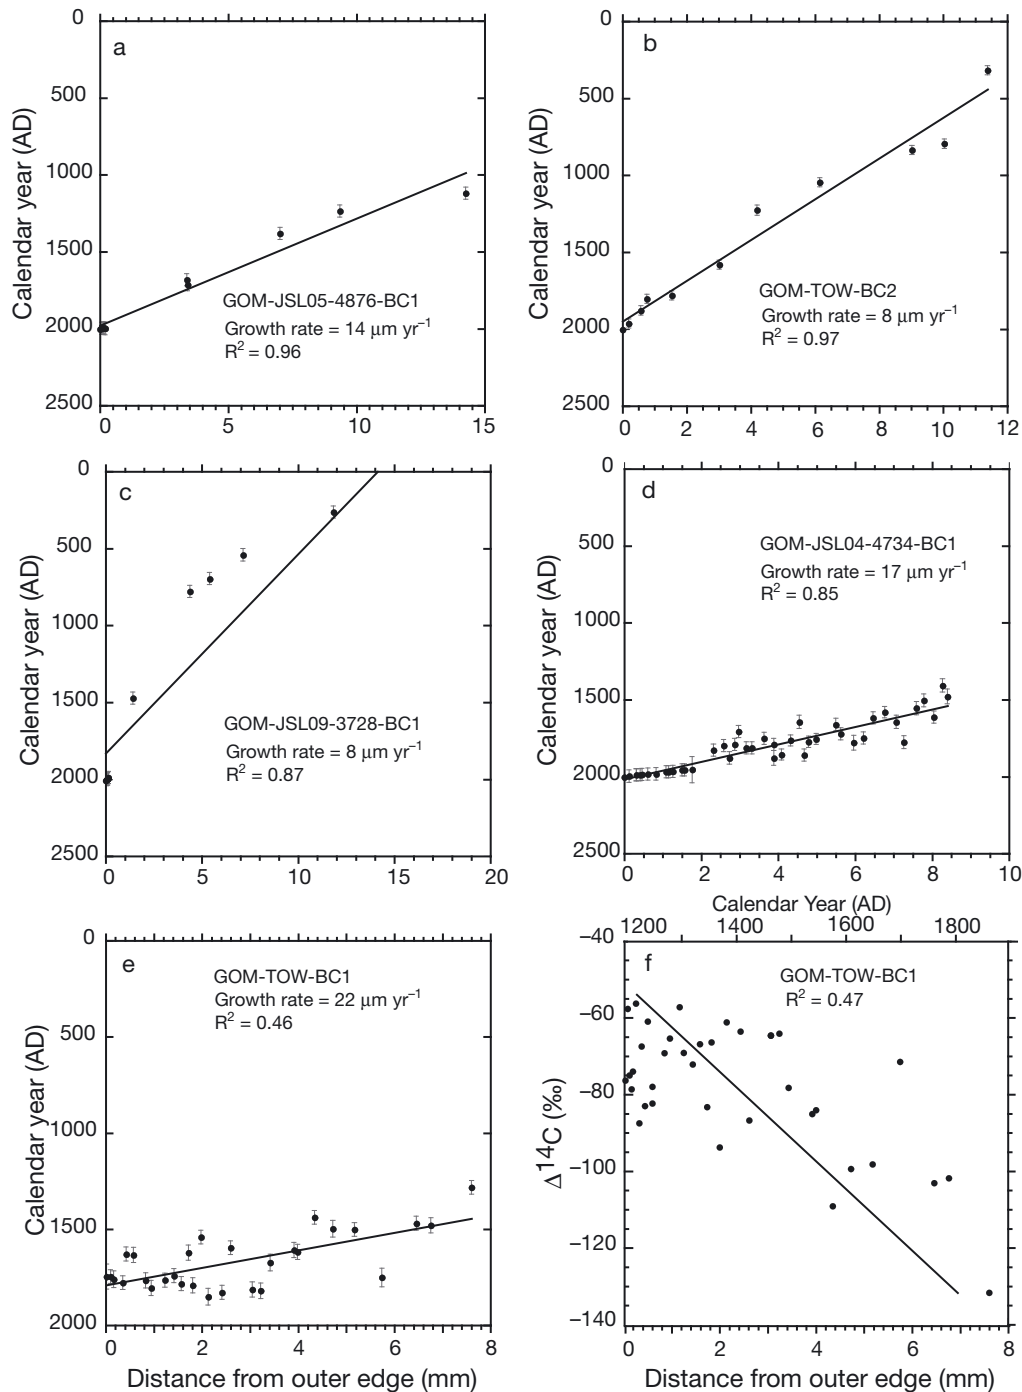 a
Calendar year (AD)
0
500
1000
1500
2000
2500
GOM-JSL05-4876-BC1
Growth rate = 14 μm yr⁻¹
R² = 0.96
0 5 10 15
b
Calendar year (AD)
0
500
1000
1500
2000
2500
GOM-TOW-BC2
Growth rate = 8 μm yr⁻¹
R² = 0.97
0 2 4 6 8 10 12
c
Calendar year (AD)
0
500
1000
1500
2000
2500
GOM-JSL09-3728-BC1
Growth rate = 8 μm yr⁻¹
R² = 0.87
0 5 10 15 20
d
Calendar year (AD)
0
500
1000
1500
2000
2500
GOM-JSL04-4734-BC1
Growth rate = 17 μm yr⁻¹
R² = 0.85
0 2 4 6 8 10
e
Calendar year (AD)
0
500
1000
1500
2000
GOM-TOW-BC1
Growth rate = 22 μm yr⁻¹
R² = 0.46
0 2 4 6 8
Distance from outer edge (mm)
Calendar Year (AD)
1200 1400 1600 1800
f
Δ¹⁴C (‰)
−40
−60
−80
−100
−120
−140
GOM-TOW-BC1
R² = 0.47
0 2 4 6 8
Distance from outer edge (mm)